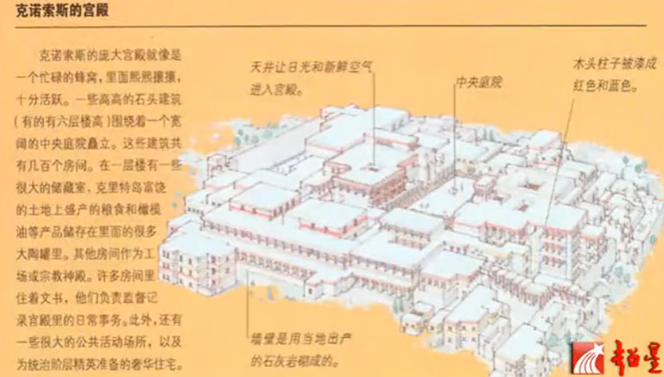 克诺索斯的宫殿
克诺索斯的庞大宫殿就像是
一个忙碌的蜂窝，里面熙熙攘攘，
十分活跃。一些高高的石头建筑
（有的有六层楼高）围绕着一个宽
阔的中央庭院矗立。这些建筑共
有几百个房间。在一层楼有一些
很大的储藏室，克里特岛富饶
的土地上盛产的粮食和橄榄
油等产品储存在里面的很多
大陶罐里。其他房间作为工
场或宗教神殿。许多房间里
住着文书，他们负责监督记
录宫殿里的日常事务。此外，还有
一些很大的公共活动场所，以及
为统治阶层精英准备的奢华住宅。
天井让日光和新鲜空气
进入宫殿。
中央庭院
木头柱子被漆成
红色和蓝色。
墙壁是用当地出产
的石灰岩砌成的。